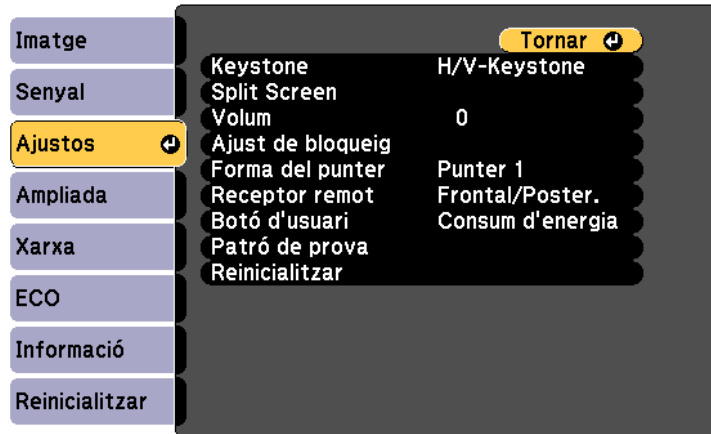 Imatge
Senyal
Ajustos
Ampliada
Xarxa
ECO
Informació
Reinicialitzar
Tornar
Keystone H/V-Keystone
Split Screen
Volum 0
Ajust de bloqueig
Forma del punter Punter 1
Receptor remot Frontal/Poster.
Botó d'usuari Consum d'energia
Patró de prova
Reinicialitzar